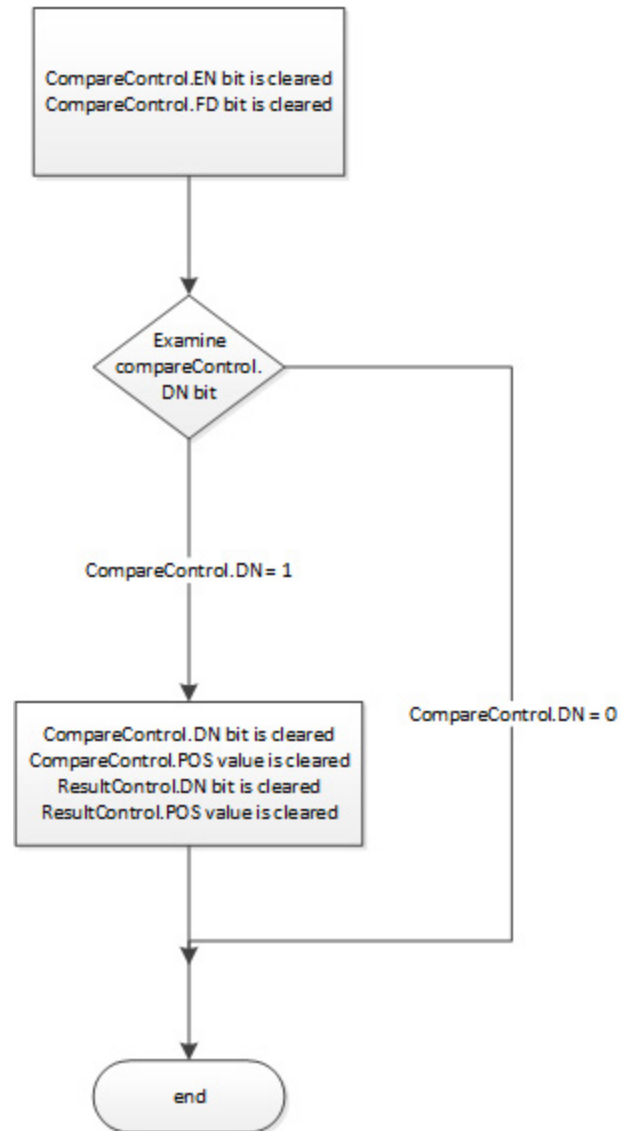 CompareControl.EN bit is cleared
CompareControl.FD bit is cleared
Examine
compareControl.
DN bit
CompareControl.DN = 1
CompareControl.DN = 0
CompareControl.DN bit is cleared
CompareControl.POS value is cleared
ResultControl.DN bit is cleared
ResultControl.POS value is cleared
end